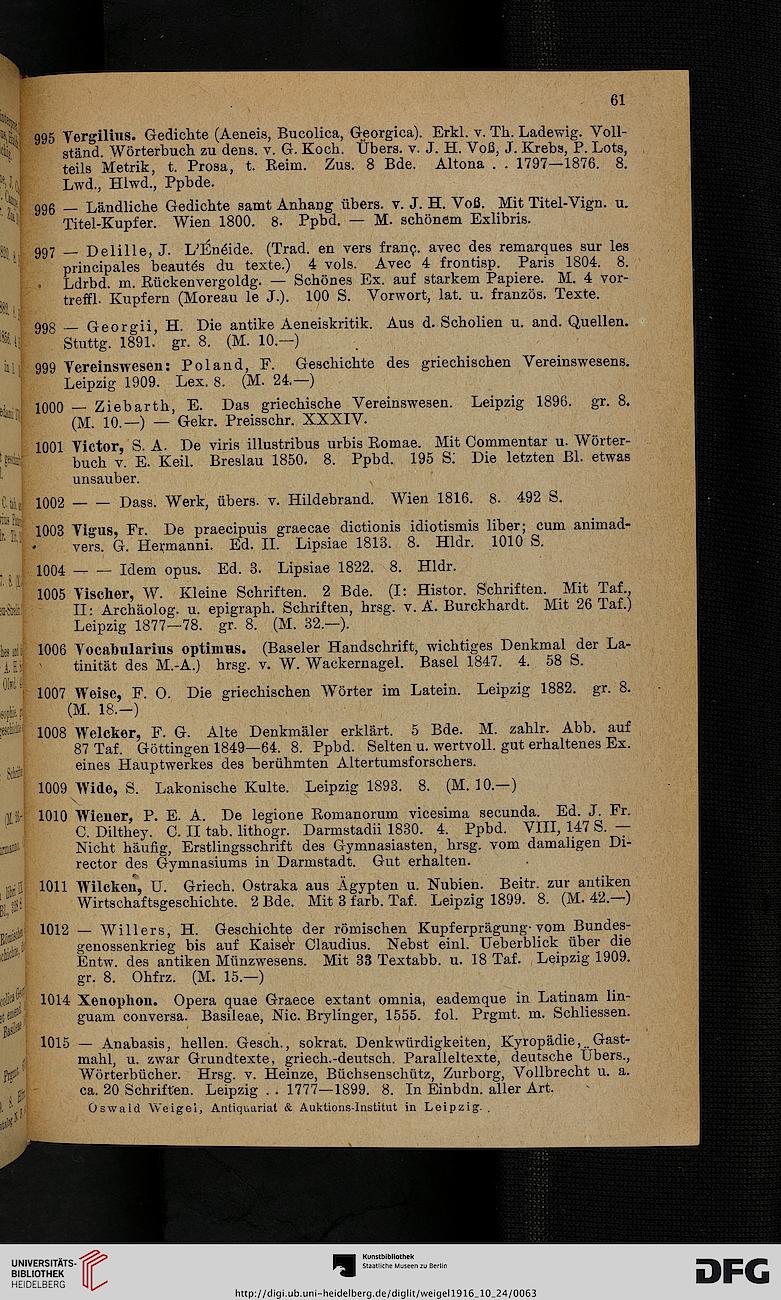 61
995 Vergilius. Gedichte (Aeneis, Bucolica, Georgica). Erkl. v. Th. Ladewig. Voll-
ständ. Wörterbuch zu dens. v. G. Koch. Übers. v. J. H. Voß, J. Krebs, P. Lots,
teils Metrik, t. Prosa, t. Reim. Zus. 8 Bde. Altona . . 1797—1876. 8.
Lwd., Hlwd., Ppbde.
996 — Ländliche Gedichte samt Anhang übers. v. J. H. Voß. Mit Titel-Vign. u.
Titel-Kupfer. Wien 1800. 8. Ppbd. — M. schönem Exlibris.
997 — Delille, J. L'Énéide. (Trad. en vers franç. avec des remarques sur les
principales beautés du texte.) 4 vols. Avec 4 frontisp. Paris 1804. 8.
Ldrbd. m. Rückenvergoldg. — Schönes Ex. auf starkem Papiere. M. 4 vor-
treffl. Kupfern (Moreau le J.). 100 S. Vorwort, lat. u. französ. Texte.
998 — Georgii, H. Die antike Aeneiskritik. Aus d. Scholien u. and. Quellen.
Stuttg. 1891. gr. 8. (M. 10.—)
999 Vereinswesen: Poland, F. Geschichte des griechischen Vereinswesens.
Leipzig 1909. Lex. 8. (M. 24.—)
1000 — Ziebarth, E. Das griechische Vereinswesen. Leipzig 1896. gr. 8.
(M. 10.—) — Gekr. Preisschr. XXXIV.
1001 Victor, S. A. De viris illustribus urbis Romae. Mit Commentar u. Wörter-
buch v. E. Keil. Breslau 1850. 8. Ppbd. 195 S. Die letzten Bl. etwas
unsauber.
1002 — — Dass. Werk, übers. v. Hildebrand. Wien 1816. 8. 492 S.
1003 Vigus, Fr. De praecipuis graecae dictionis idiotismis liber; cum animad-
vers. G. Hermanni. Ed. II. Lipsiae 1813. 8. Hldr. 1010 S.
1004 — — Idem opus. Ed. 3. Lipsiae 1822. 8. Hldr.
1005 Vischer, W. Kleine Schriften. 2 Bde. (I: Histor. Schriften. Mit Taf.,
II: Archäolog. u. epigraph. Schriften, hrsg. v. A. Burckhardt. Mit 26 Taf.)
Leipzig 1877—78. gr. 8. (M. 32.—).
1006 Vocabularius optimus. (Baseler Handschrift, wichtiges Denkmal der La-
tinität des M.-A.) hrsg. v. W. Wackernagel. Basel 1847. 4. 58 S.
1007 Weise, F. O. Die griechischen Wörter im Latein. Leipzig 1882. gr. 8.
(M. 18.—)
1008 Welcker, F. G. Alte Denkmäler erklärt. 5 Bde. M. zahlr. Abb. auf
87 Taf. Göttingen 1849—64. 8. Ppbd. Selten u. wertvoll. gut erhaltenes Ex.
eines Hauptwerkes des berühmten Altertumsforschers.
1009 Wide, S. Lakonische Kulte. Leipzig 1893. 8. (M. 10.—)
1010 Wiener, P. E. A. De legione Romanorum vicesima secunda. Ed. J. Fr.
C. Dilthey. C. II tab. lithogr. Darmstadii 1830. 4. Ppbd. VIII, 147 S. —
Nicht häufig, Erstlingsschrift des Gymnasiasten, hrsg. vom damaligen Di-
rector des Gymnasiums in Darmstadt. Gut erhalten.
1011 Wilcken, U. Griech. Ostraka aus Ägypten u. Nubien. Beitr. zur antiken
Wirtschaftsgeschichte. 2 Bde. Mit 3 farb. Taf. Leipzig 1899. 8. (M. 42.—)
1012 — Willers, H. Geschichte der römischen Kupferprägung vom Bundes-
genossenkrieg bis auf Kaiser Claudius. Nebst einl. Ueberblick über die
Entw. des antiken Münzwesens. Mit 33 Textabb. u. 18 Taf. Leipzig 1909.
gr. 8. Ohfrz. (M. 15.—)
1014 Xenophon. Opera quae Graece extant omnia, eademque in Latinam lin-
guam conversa. Basileae, Nic. Brylinger, 1555. fol. Prgmt. m. Schliessen.
1015 — Anabasis, hellen. Gesch., sokrat. Denkwürdigkeiten, Kyropädie, Gast-
mahl, u. zwar Grundtexte, griech.-deutsch. Paralleltexte, deutsche Übers.,
Wörterbücher. Hrsg. v. Heinze, Büchsenschütz, Zurborg, Vollbrecht u. a.
ca. 20 Schriften. Leipzig . . 1777—1899. 8. In Einbdn. aller Art.
Oswald Weigel, Antiquariat & Auktions-Institut in Leipzig.
UNIVERSITÄTS-
BIBLIOTHEK
HEIDELBERG
Kunstbibliothek
Staatliche Museen zu Berlin
DFG
http://digi.ub.uni-heidelberg.de/diglit/weigel1916_10_24/0063